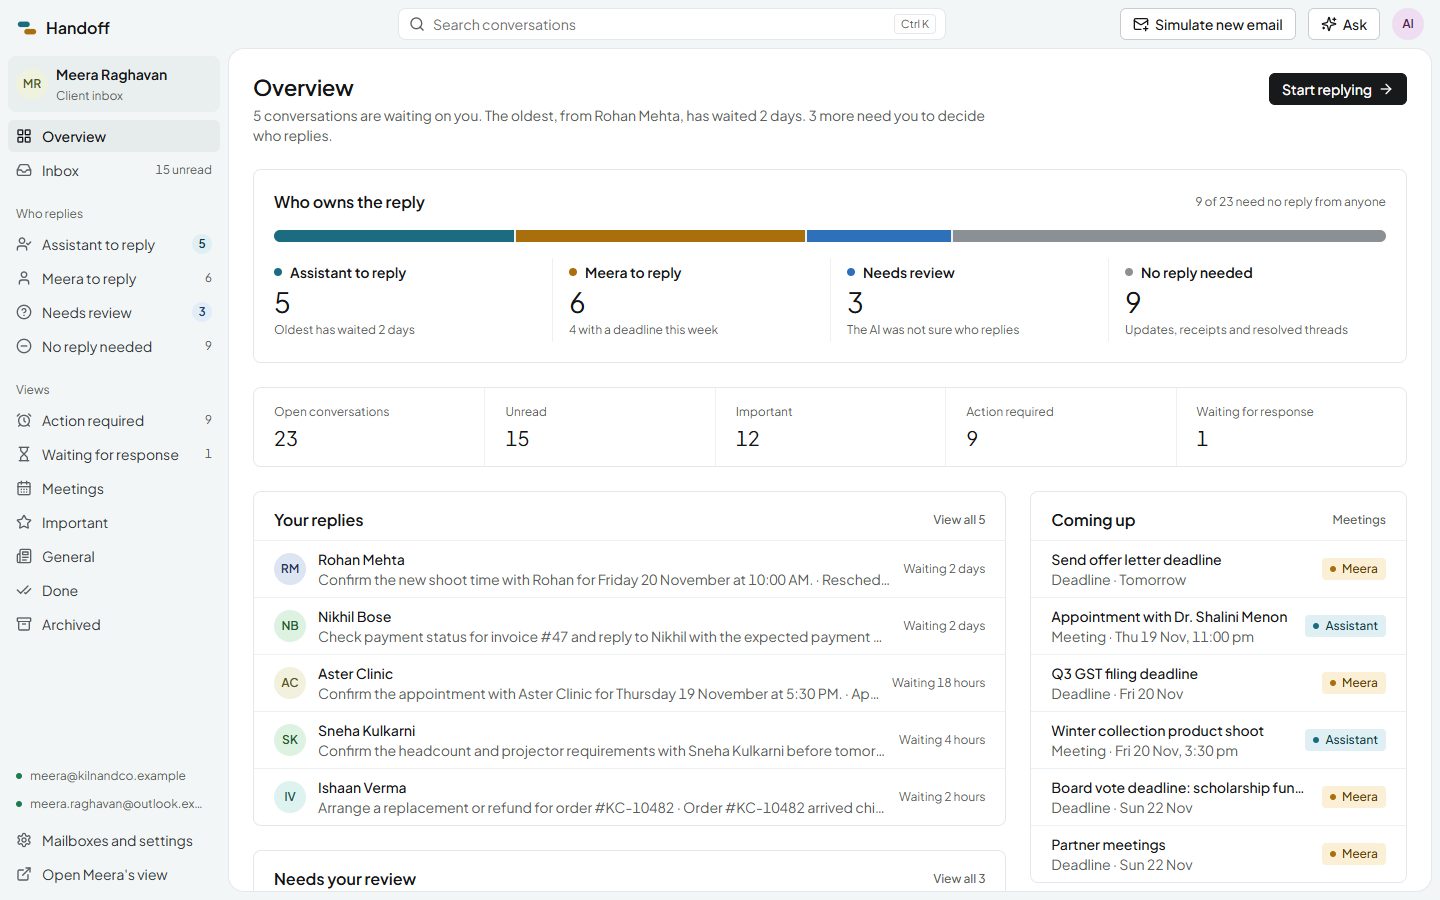 Handoff
Search conversations
Ctrl K
Simulate new email
Ask
AI
MR
Meera Raghavan
Client inbox
Overview
Inbox
15 unread
Who replies
Assistant to reply
5
Meera to reply
6
Needs review
3
No reply needed
9
Views
Action required
9
Waiting for response
1
Meetings
Important
General
Done
Archived
meera@kilnandco.example
meera.raghavan@outlook.ex...
Mailboxes and settings
Open Meera's view
Overview
5 conversations are waiting on you. The oldest, from Rohan Mehta, has waited 2 days. 3 more need you to decide
who replies.
Start replying
Who owns the reply
9 of 23 need no reply from anyone
Assistant to reply
5
Oldest has waited 2 days
Meera to reply
6
4 with a deadline this week
Needs review
3
The AI was not sure who replies
No reply needed
9
Updates, receipts and resolved threads
Open conversations
23
Unread
15
Important
12
Action required
9
Waiting for response
1
Your replies
View all 5
RM
Rohan Mehta
Confirm the new shoot time with Rohan for Friday 20 November at 10:00 AM. · Resched...
Waiting 2 days
NB
Nikhil Bose
Check payment status for invoice #47 and reply to Nikhil with the expected payment ...
Waiting 2 days
AC
Aster Clinic
Confirm the appointment with Aster Clinic for Thursday 19 November at 5:30 PM. · Ap...
Waiting 18 hours
SK
Sneha Kulkarni
Confirm the headcount and projector requirements with Sneha Kulkarni before tomor...
Waiting 4 hours
IV
Ishaan Verma
Arrange a replacement or refund for order #KC-10482 · Order #KC-10482 arrived chi...
Waiting 2 hours
Needs your review
View all 3
Coming up
Meetings
Send offer letter deadline
Deadline · Tomorrow
Meera
Appointment with Dr. Shalini Menon
Meeting · Thu 19 Nov, 11:00 pm
Assistant
Q3 GST filing deadline
Deadline · Fri 20 Nov
Meera
Winter collection product shoot
Meeting · Fri 20 Nov, 3:30 pm
Assistant
Board vote deadline: scholarship fun...
Deadline · Sun 22 Nov
Meera
Partner meetings
Deadline · Sun 22 Nov
Meera